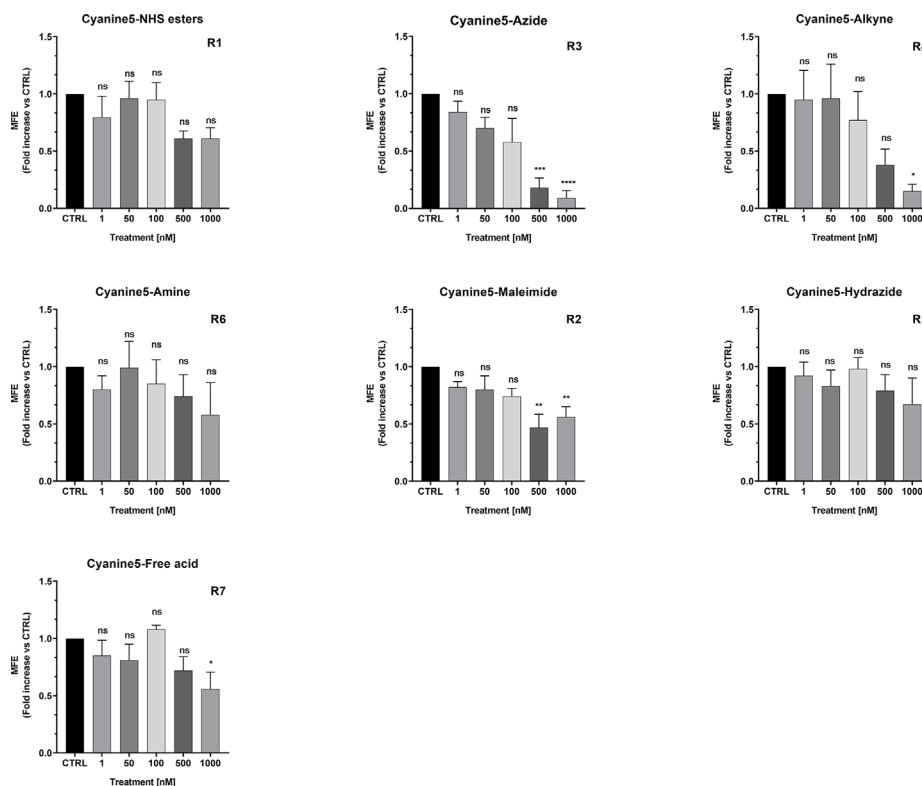 Cyanine5-NHS esters
R1
MFE
(Fold increase vs CTRL)
1.5
1.0
0.5
0.0
ns
ns
ns
ns
ns
CTRL 1 50 100 500 1000
Treatment [nM]
Cyanine5-Azide
R3
MFE
(Fold increase vs CTRL)
1.5
1.0
0.5
0.0
ns
ns
ns
***
****
CTRL 1 50 100 500 1000
Treatment [nM]
Cyanine5-Alkyne
MFE
(Fold increase vs CTRL)
1.5
1.0
0.5
0.0
ns
ns
ns
ns
*
CTRL 1 50 100 500 1000
Treatment [nM]
Cyanine5-Amine
R6
MFE
(Fold increase vs CTRL)
1.5
1.0
0.5
0.0
ns
ns
ns
ns
ns
CTRL 1 50 100 500 1000
Treatment [nM]
Cyanine5-Maleimide
R2
MFE
(Fold increase vs CTRL)
1.5
1.0
0.5
0.0
ns
ns
ns
**
**
CTRL 1 50 100 500 1000
Treatment [nM]
Cyanine5-Hydrazide
MFE
(Fold increase vs CTRL)
1.5
1.0
0.5
0.0
ns
ns
ns
ns
ns
CTRL 1 50 100 500 1000
Treatment [nM]
Cyanine5-Free acid
R7
MFE
(Fold increase vs CTRL)
1.5
1.0
0.5
0.0
ns
ns
ns
ns
*
CTRL 1 50 100 500 1000
Treatment [nM]